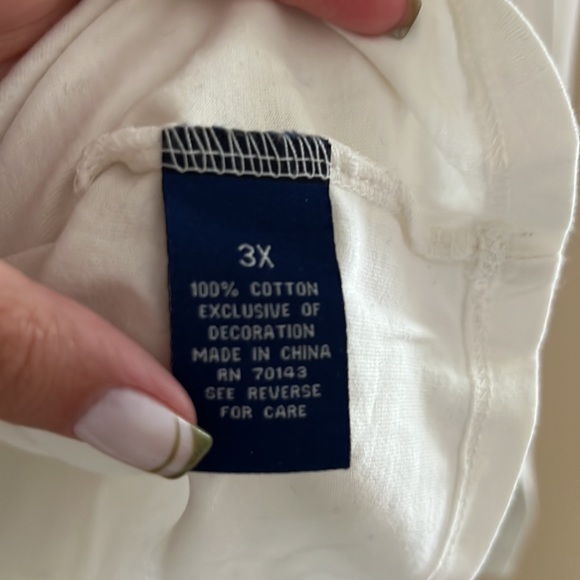 3X
100% COTTON
EXCLUSIVE OF
DECORATION
MADE IN CHINA
RN 70143
SEE REVERSE
FOR CARE